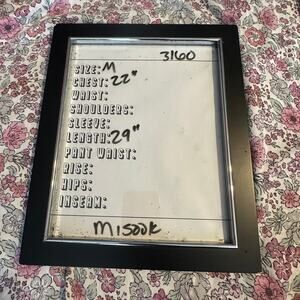 3160
SIZE: M
CHEST: 22"
WAIST:
SHOULDERS:
SLEEVE:
LENGTH: 29"
PANT WAIST:
RISE:
HIPS:
INSEAM:
Misook